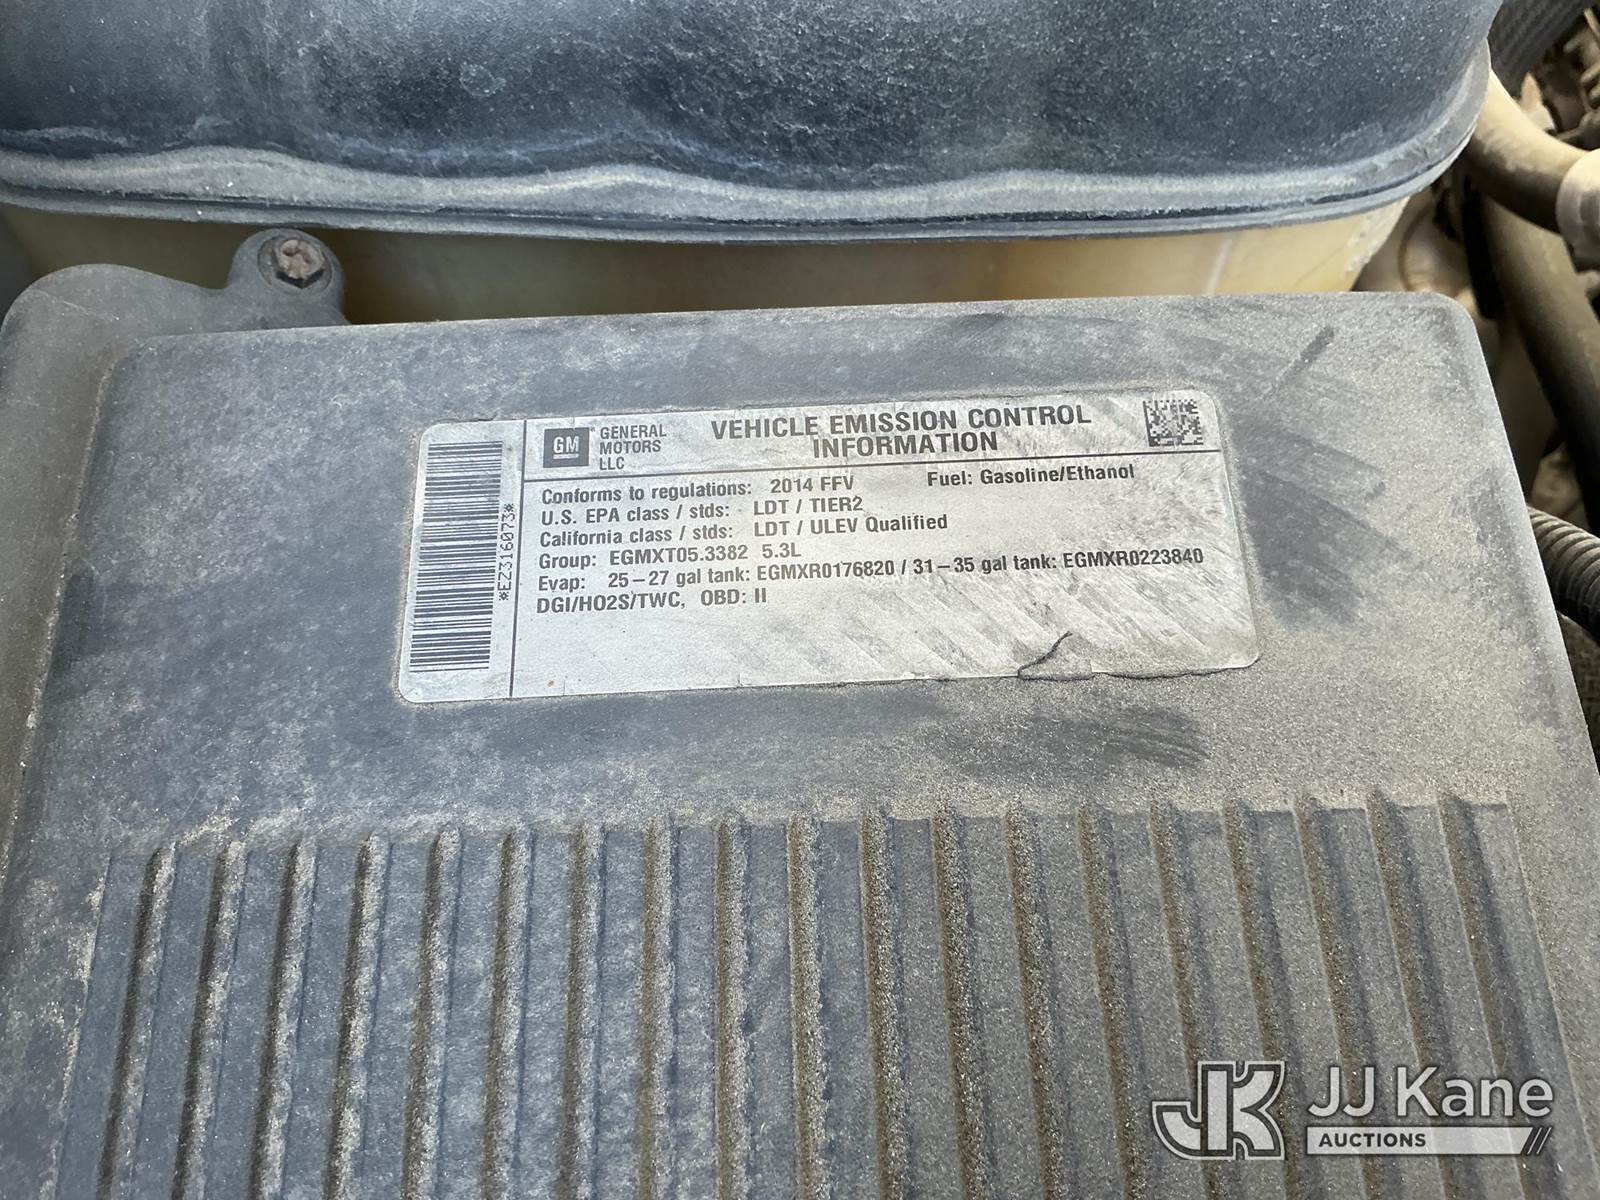 GM
GENERAL
MOTORS
LLC
VEHICLE EMISSION CONTROL
INFORMATION
Conforms to regulations: 2014 FFV Fuel: Gasoline/Ethanol
U.S. EPA class / stds: LDT / TIER2
California class / stds: LDT / ULEV Qualified
Group: EGMXT05.3382 5.3L
Evap: 25-27 gal tank: EGMXR0176820 / 31-35 gal tank: EGMXR0223840
DGI/HO2S/TWC, OBD: II
*EZ316073*
JK JJ Kane
AUCTIONS